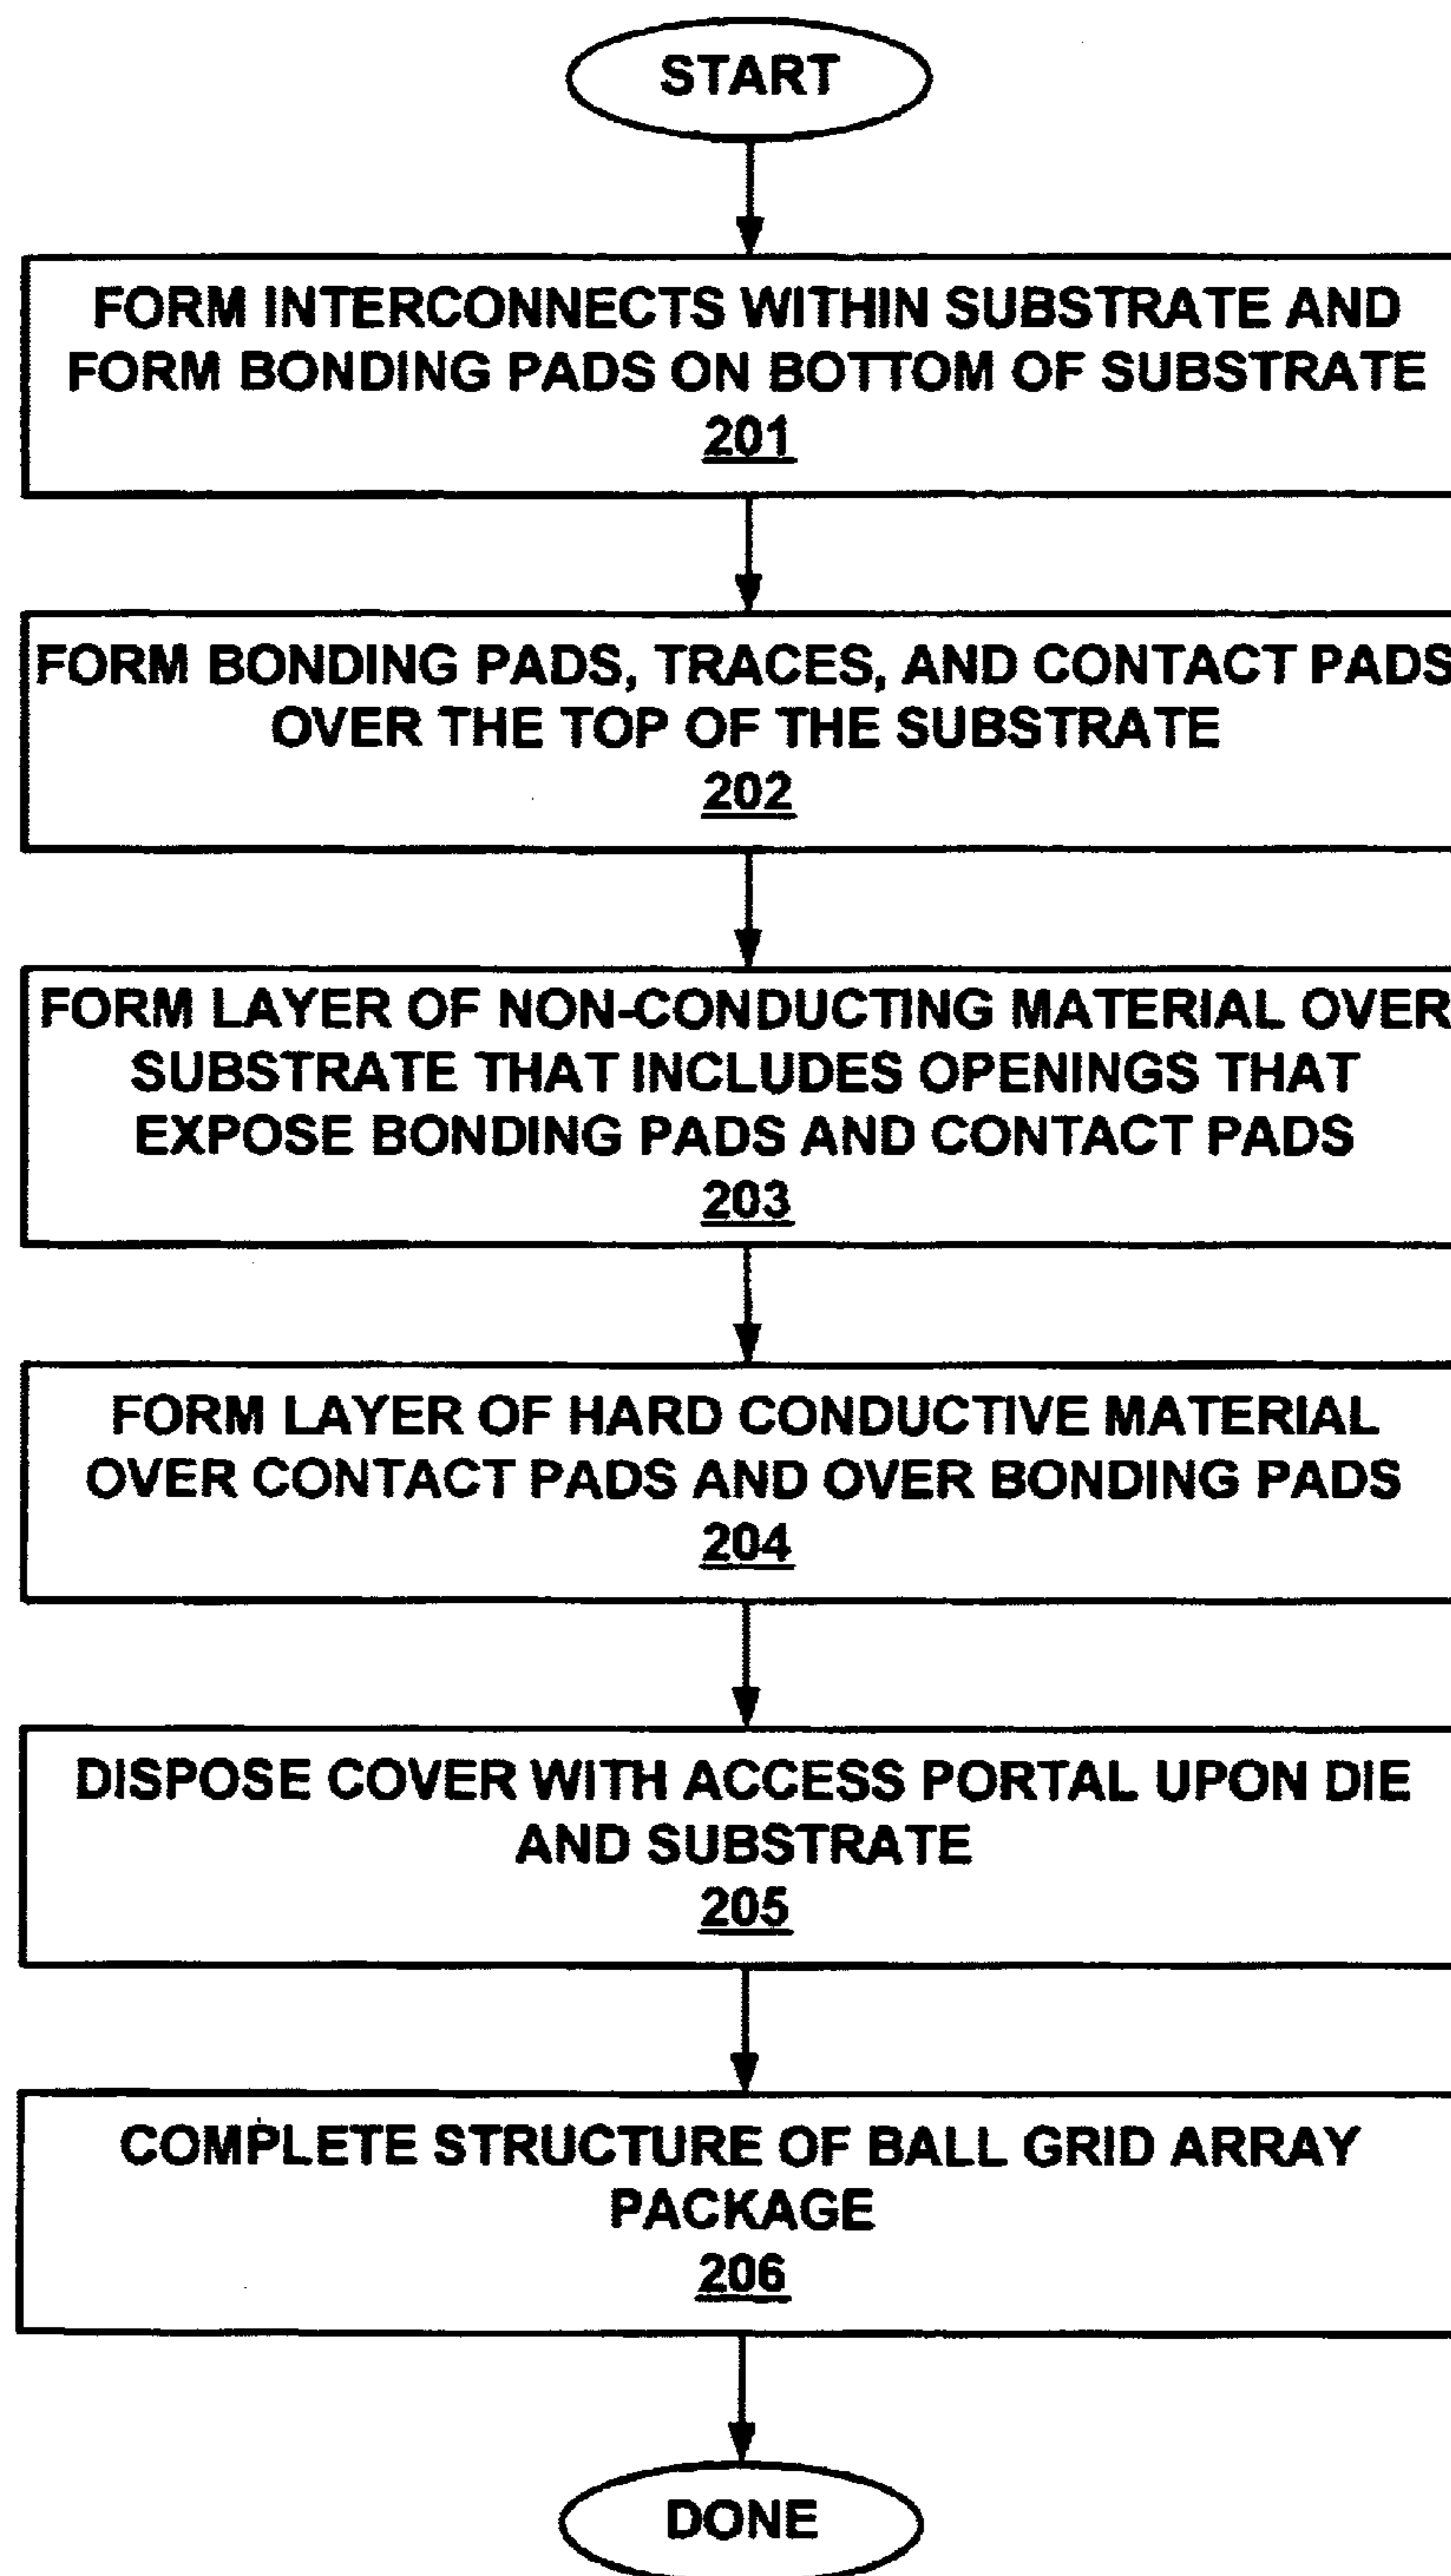 START
FORM INTERCONNECTS WITHIN SUBSTRATE AND
FORM BONDING PADS ON BOTTOM OF SUBSTRATE
201
FORM BONDING PADS, TRACES, AND CONTACT PADS
OVER THE TOP OF THE SUBSTRATE
202
FORM LAYER OF NON-CONDUCTING MATERIAL OVER
SUBSTRATE THAT INCLUDES OPENINGS THAT
EXPOSE BONDING PADS AND CONTACT PADS
203
FORM LAYER OF HARD CONDUCTIVE MATERIAL
OVER CONTACT PADS AND OVER BONDING PADS
204
DISPOSE COVER WITH ACCESS PORTAL UPON DIE
AND SUBSTRATE
205
COMPLETE STRUCTURE OF BALL GRID ARRAY
PACKAGE
206
DONE